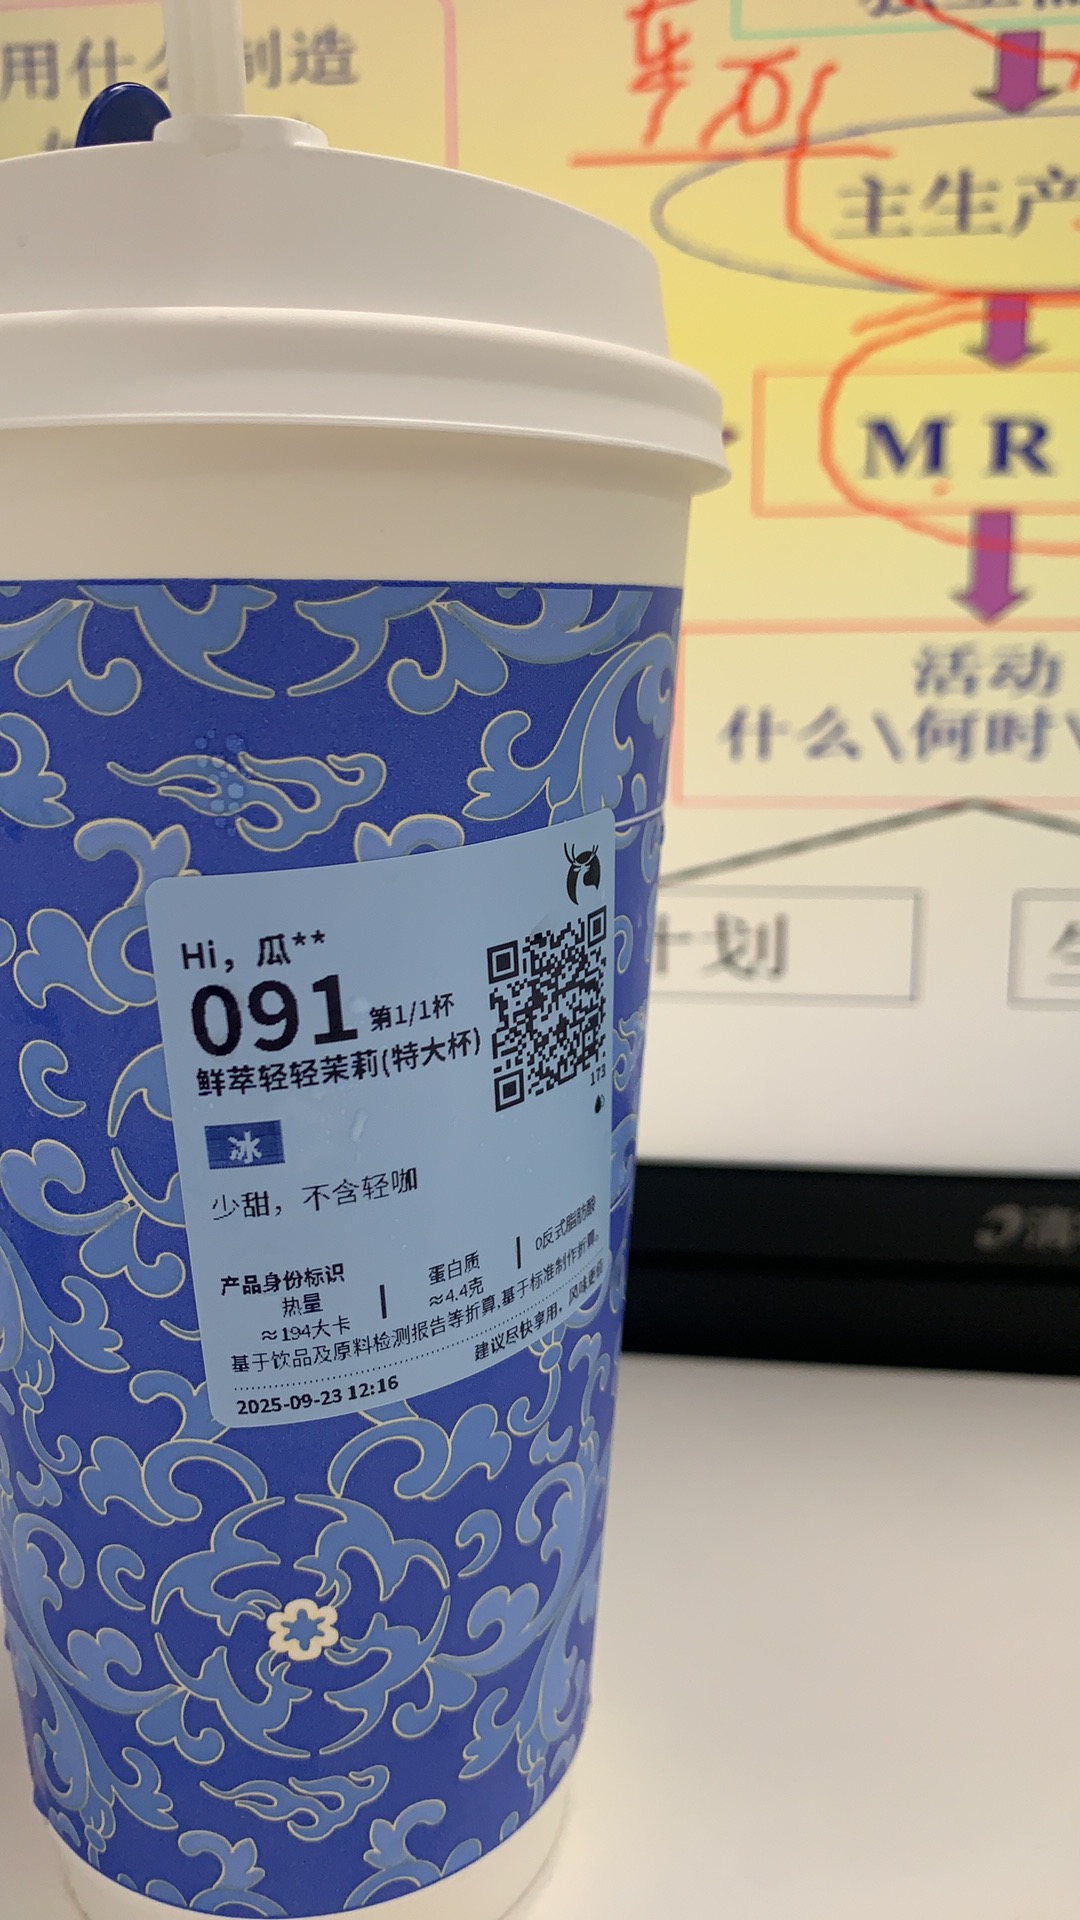 用什么制造
主生产
M R
活动
什么\何时\
计划
Hi，瓜**
091 第1/1杯
鲜萃轻轻茉莉(特大杯)
173
冰
少甜，不含轻咖
产品身份标识
热量
≈194大卡
蛋白质
≈4.4克
0反式脂肪酸
基于饮品及原料检测报告等折算,基于标准制作折算。
建议尽快享用，风味更佳
2025-09-23 12:16